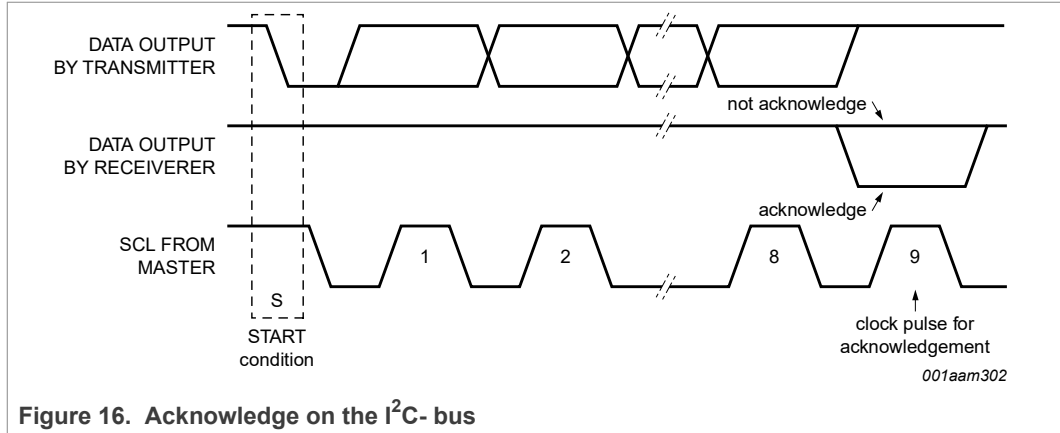 DATA OUTPUT
BY TRANSMITTER
not acknowledge
DATA OUTPUT
BY RECEIVERER
acknowledge
SCL FROM
MASTER
1
2
8
9
S
START
condition
clock pulse for
acknowledgement
001aam302
Figure 16. Acknowledge on the I²C- bus